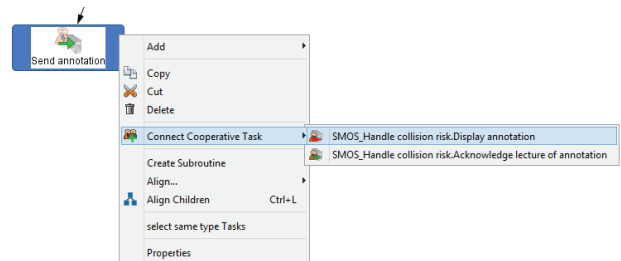 Send annotation
Add
Copy
Cut
Delete
Connect Cooperative Task
SMOS_Handle collision risk.Display annotation
SMOS_Handle collision risk.Acknowledge lecture of annotation
Create Subroutine
Align...
Align Children Ctrl+L
select same type Tasks
Properties